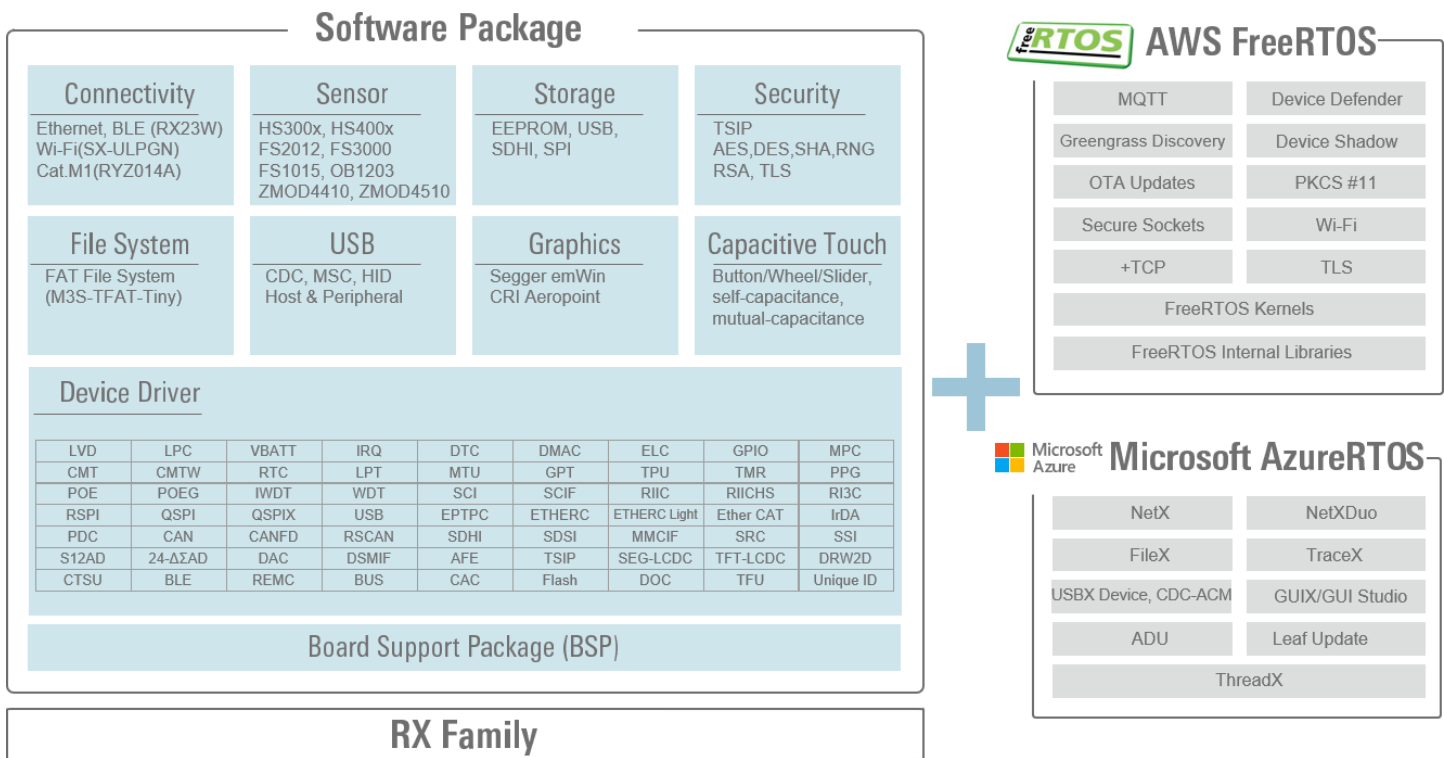 Software Package
Connectivity
Ethernet, BLE (RX23W)
Wi-Fi(SX-ULPGN)
Cat.M1(RYZ014A)
Sensor
HS300x, HS400x
FS2012, FS3000
FS1015, OB1203
ZMOD4410, ZMOD4510
Storage
EEPROM, USB,
SDHI, SPI
Security
TSIP
AES,DES,SHA,RNG
RSA, TLS
File System
FAT File System
(M3S-TFAT-Tiny)
USB
CDC, MSC, HID
Host & Peripheral
Graphics
Segger emWin
CRI Aeropoint
Capacitive Touch
Button/Wheel/Slider,
self-capacitance,
mutual-capacitance
Device Driver
LVD LPC VBATT IRQ DTC DMAC ELC GPIO MPC
CMT CMTW RTC LPT MTU GPT TPU TMR PPG
POE POEG IWDT WDT SCI SCIF RIIC RIICHS RI3C
RSPI QSPI QSPIX USB EPTPC ETHERC ETHERC Light Ether CAT IrDA
PDC CAN CANFD RSCAN SDHI SDSI MMCIF SRC SSI
S12AD 24-ΔΣAD DAC DSMIF AFE TSIP SEG-LCDC TFT-LCDC DRW2D
CTSU BLE REMC BUS CAC Flash DOC TFU Unique ID
Board Support Package (BSP)
RX Family
free RTOS AWS FreeRTOS
MQTT Device Defender
Greengrass Discovery Device Shadow
OTA Updates PKCS #11
Secure Sockets Wi-Fi
+TCP TLS
FreeRTOS Kernels
FreeRTOS Internal Libraries
Microsoft
Azure
Microsoft AzureRTOS
NetX NetXDuo
FileX TraceX
USBX Device, CDC-ACM GUIX/GUI Studio
ADU Leaf Update
ThreadX